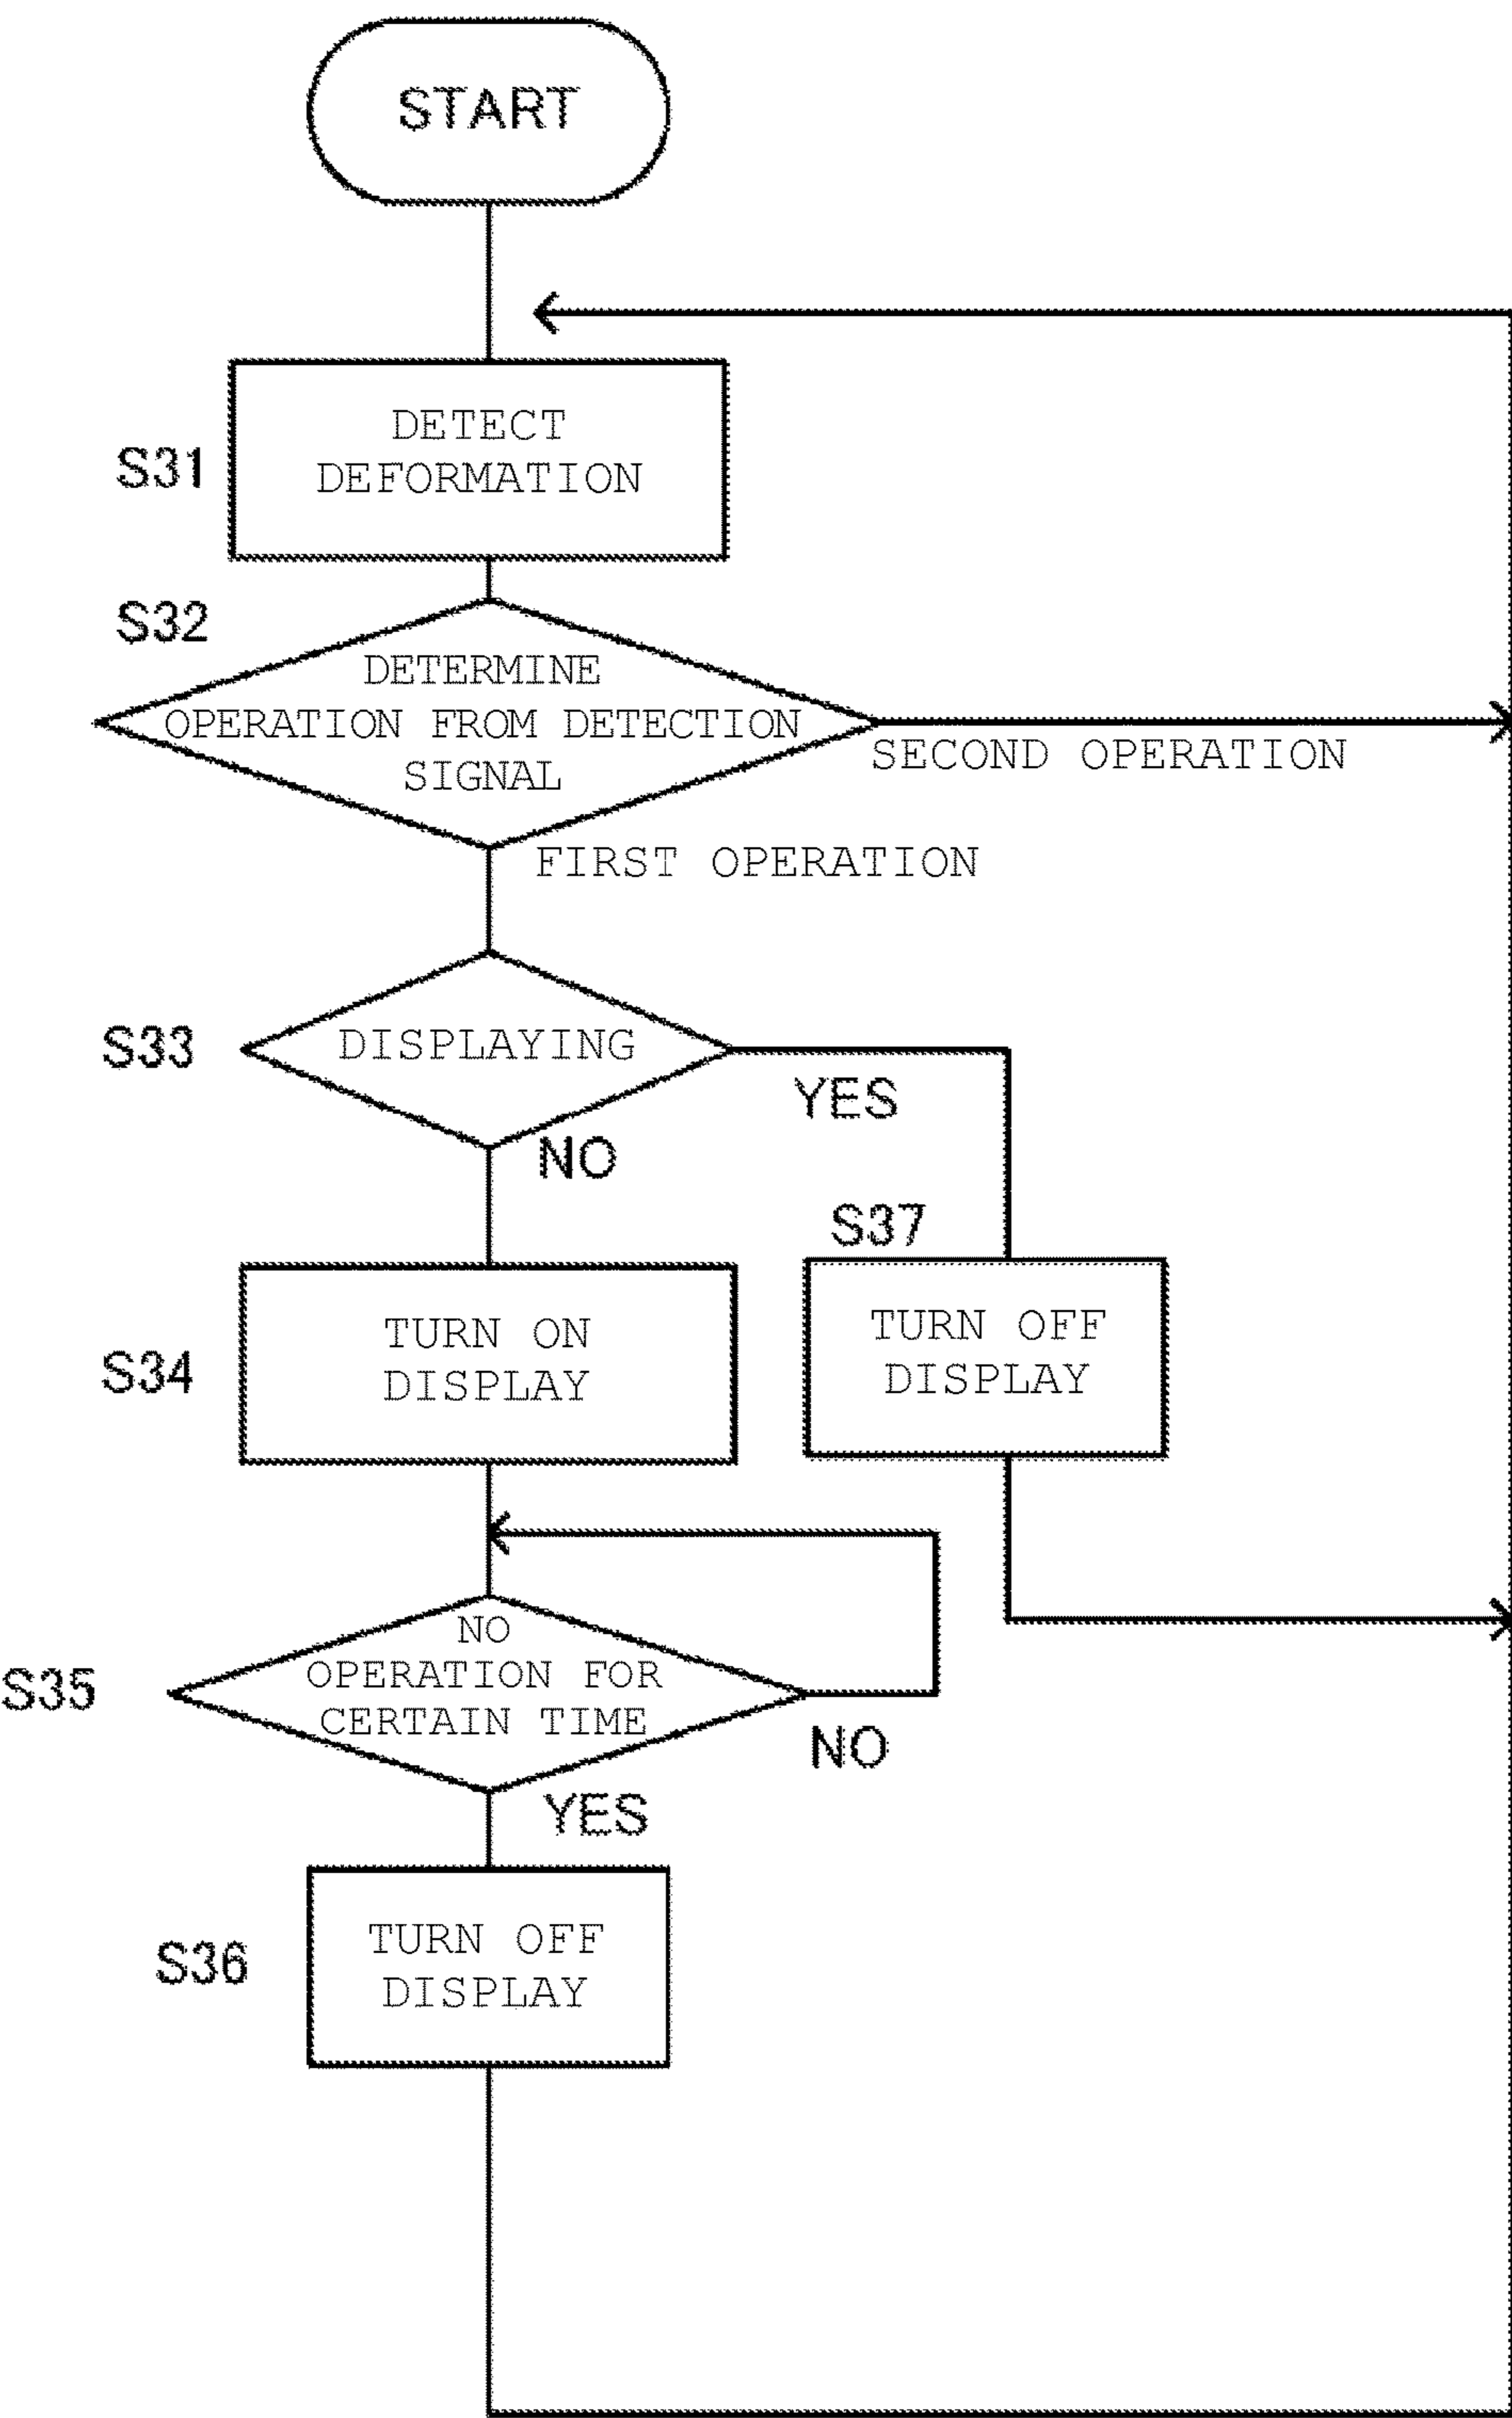 START
S31
DETECT
DEFORMATION
S32
DETERMINE
OPERATION FROM DETECTION
SIGNAL
SECOND OPERATION
FIRST OPERATION
S33
DISPLAYING
YES
NO
S34
TURN ON
DISPLAY
S37
TURN OFF
DISPLAY
S35
NO
OPERATION FOR
CERTAIN TIME
NO
YES
S36
TURN OFF
DISPLAY